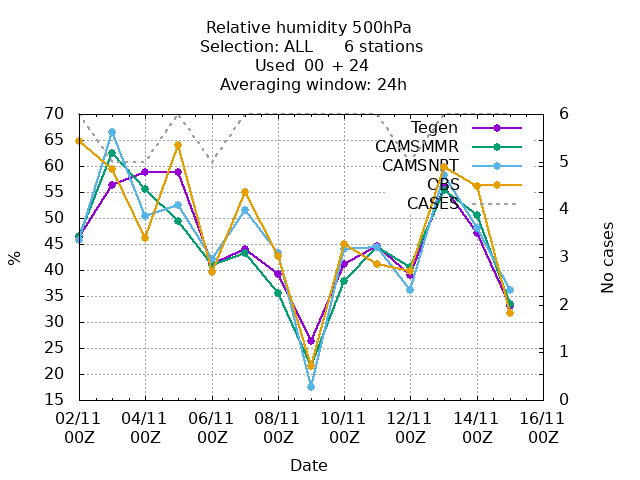 Relative humidity 500hPa
Selection: ALL 6 stations
Used 00 + 24
Averaging window: 24h
70
65
60
55
50
45
40
35
30
25
20
15
%
6
5
4
3
2
1
0
No cases
Tegen
CAMSMMR
CAMSNRT
OBS
CASES
02/11 04/11 06/11 08/11 10/11 12/11 14/11 16/11
00Z 00Z 00Z 00Z 00Z 00Z 00Z 00Z
Date